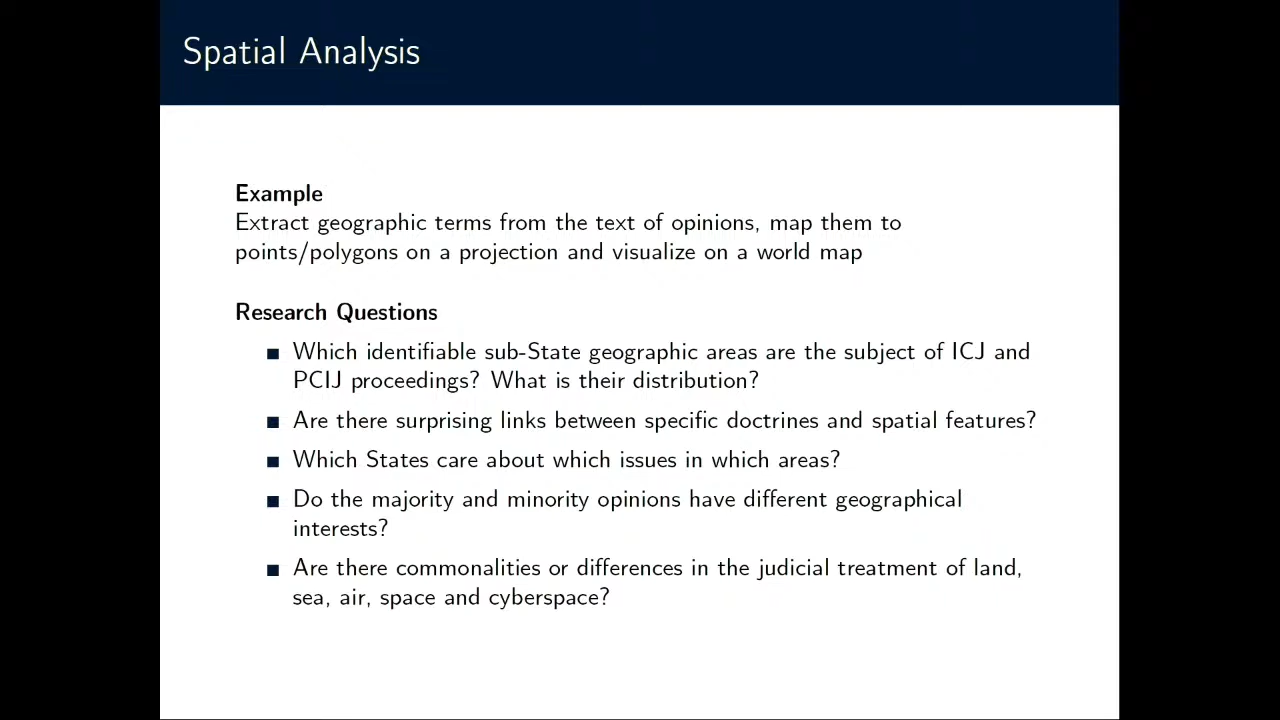 Spatial Analysis
Example
Extract geographic terms from the text of opinions, map them to
points/polygons on a projection and visualize on a world map
Research Questions
Which identifiable sub-State geographic areas are the subject of ICJ and
PCIJ proceedings? What is their distribution?
Are there surprising links between specific doctrines and spatial features?
Which States care about which issues in which areas?
Do the majority and minority opinions have different geographical
interests?
Are there commonalities or differences in the judicial treatment of land,
sea, air, space and cyberspace?